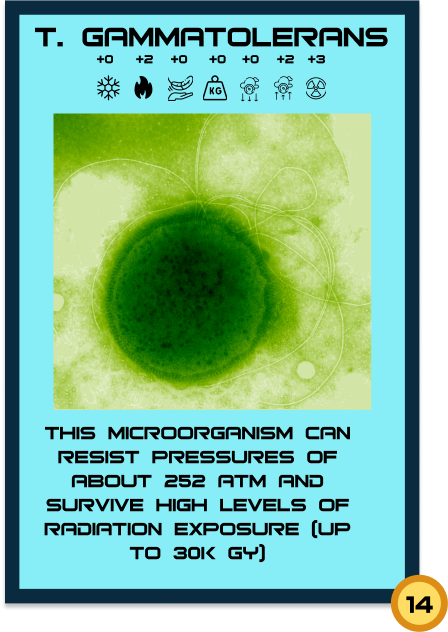 T. GAMMATOLERANS
+0 +2 +0 +0 +0 +2 +3
KG
THIS MICROORGANISM CAN
RESIST PRESSURES OF
ABOUT 252 ATM AND
SURVIVE HIGH LEVELS OF
RADIATION EXPOSURE (UP
TO 30K GY)
14